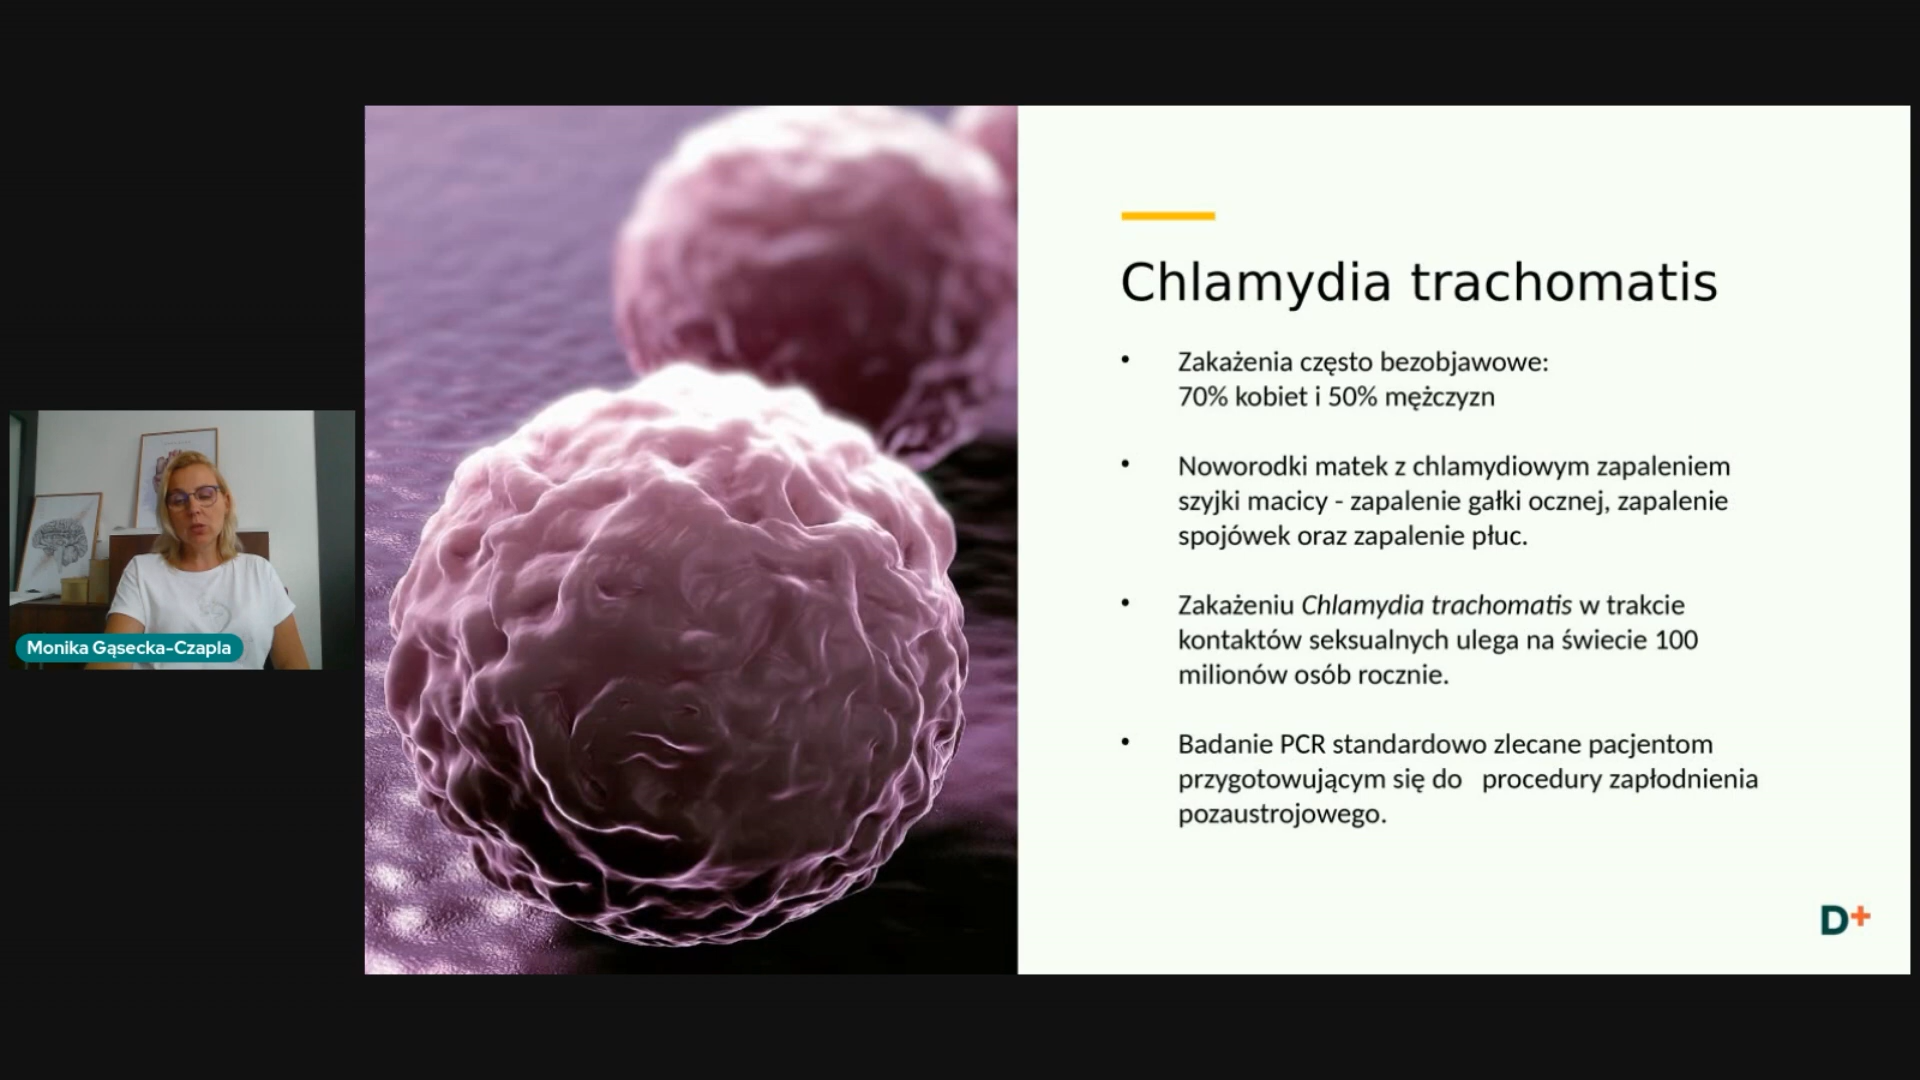 Chlamydia trachomatis
• Zakażenia często bezobjawowe:
70% kobiet i 50% mężczyzn
• Noworodki matek z chlamydiowym zapaleniem
szyjki macicy - zapalenie gałki ocznej, zapalenie
spojówek oraz zapalenie płuc.
• Zakażeniu Chlamydia trachomatis w trakcie
kontaktów seksualnych ulega na świecie 100
milionów osób rocznie.
• Badanie PCR standardowo zlecane pacjentom
przygotowującym się do   procedury zapłodnienia
pozaustrojowego.
Monika Gąsecka-Czapla
D+